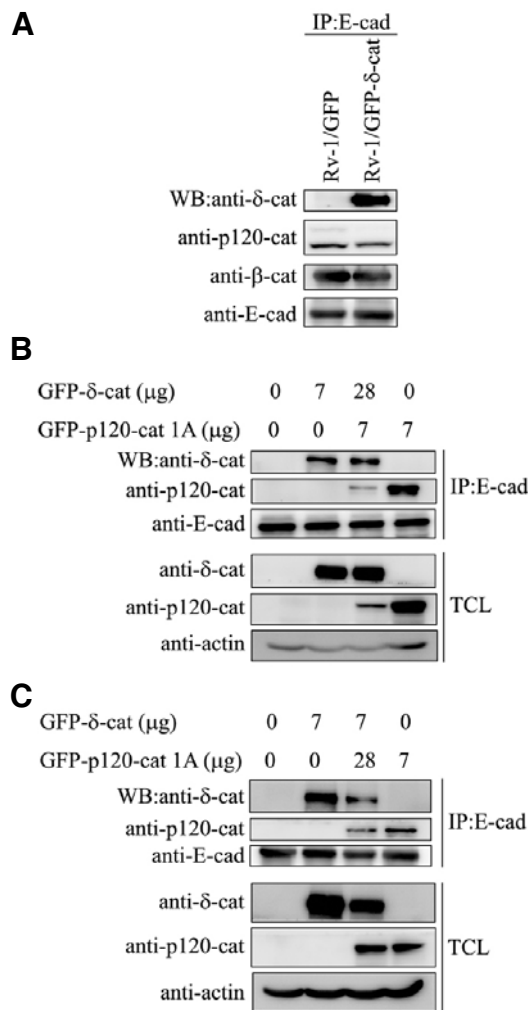 A
IP:E-cad
Rv-1/GFP
Rv-1/GFP-δ-cat
WB:anti-δ-cat
anti-p120-cat
anti-β-cat
anti-E-cad
B
GFP-δ-cat (μg) 0 7 28 0
GFP-p120-cat 1A (μg) 0 0 7 7
WB:anti-δ-cat
anti-p120-cat
IP:E-cad
anti-E-cad
anti-δ-cat
anti-p120-cat
TCL
anti-actin
C
GFP-δ-cat (μg) 0 7 7 0
GFP-p120-cat 1A (μg) 0 0 28 7
WB:anti-δ-cat
anti-p120-cat
IP:E-cad
anti-E-cad
anti-δ-cat
anti-p120-cat
TCL
anti-actin